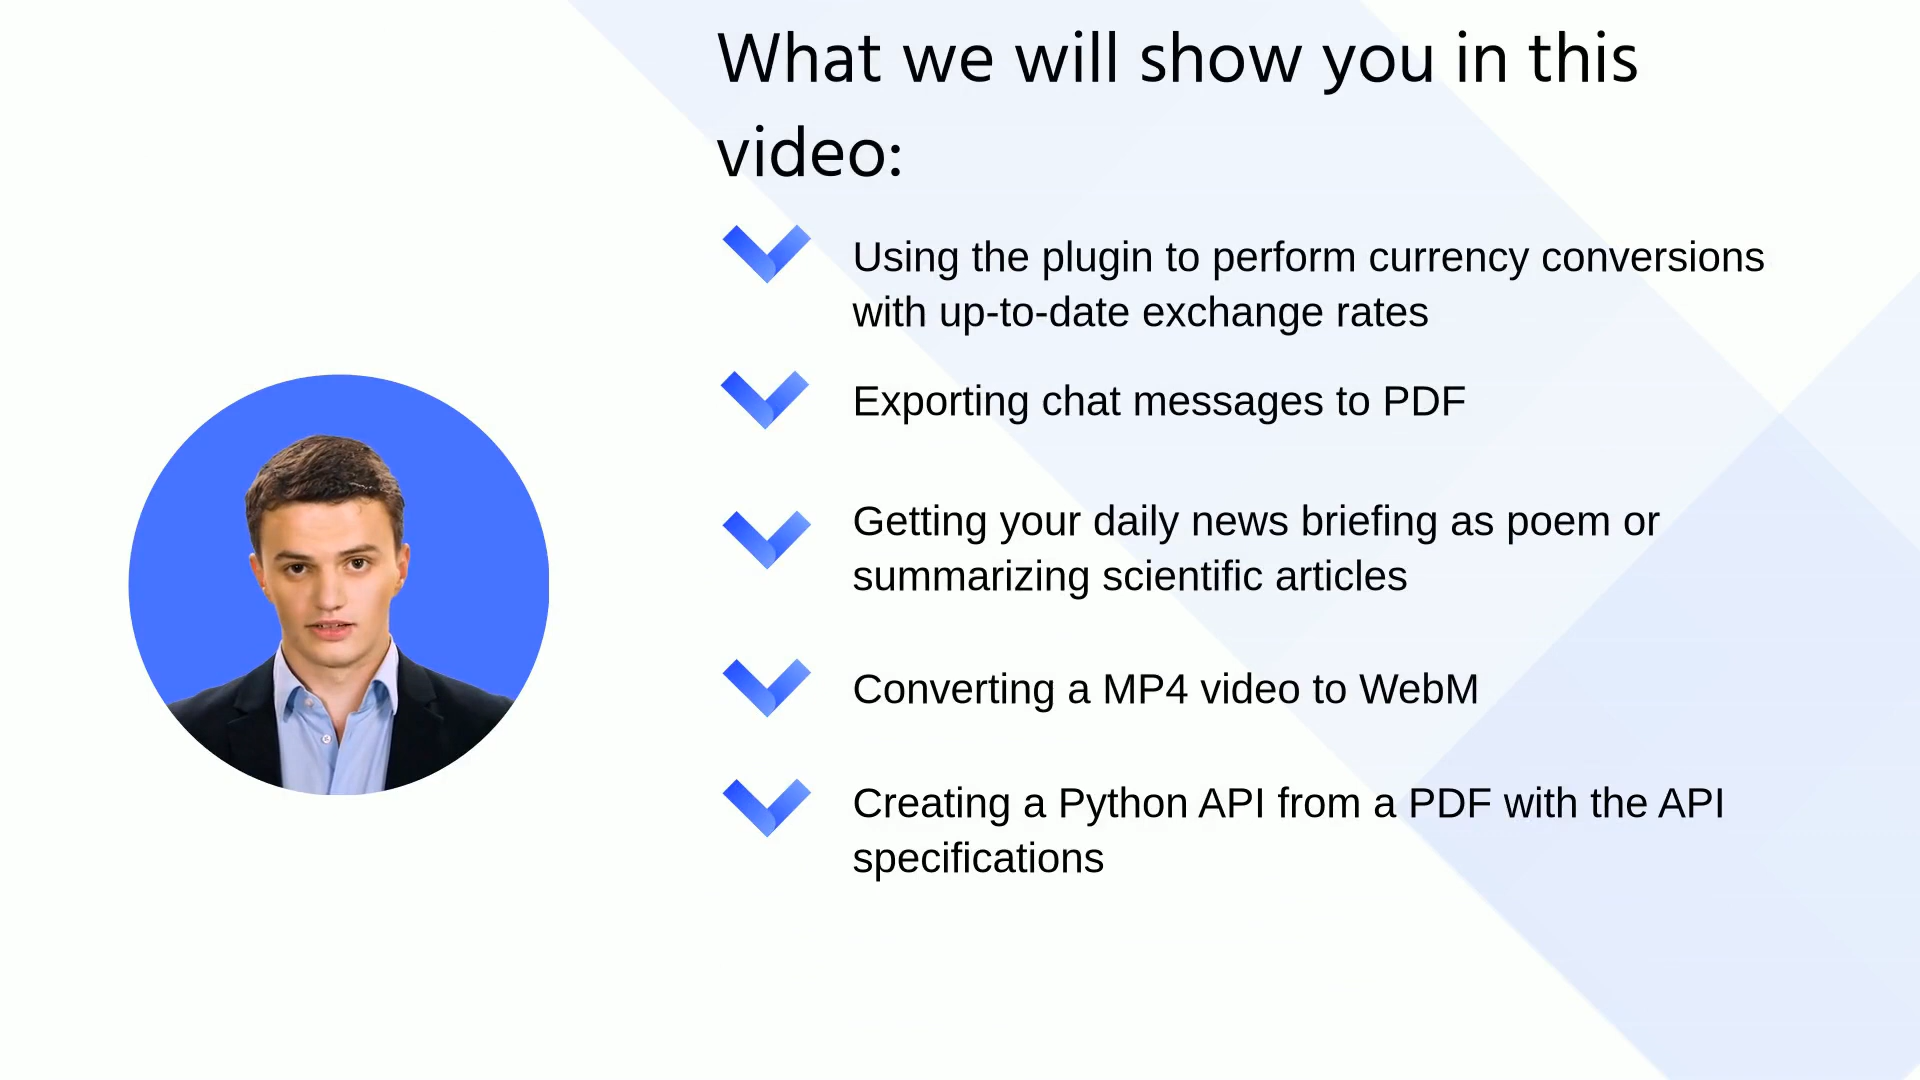 What we will show you in this
video:
Using the plugin to perform currency conversions
with up-to-date exchange rates
Exporting chat messages to PDF
Getting your daily news briefing as poem or
summarizing scientific articles
Converting a MP4 video to WebM
Creating a Python API from a PDF with the API
specifications